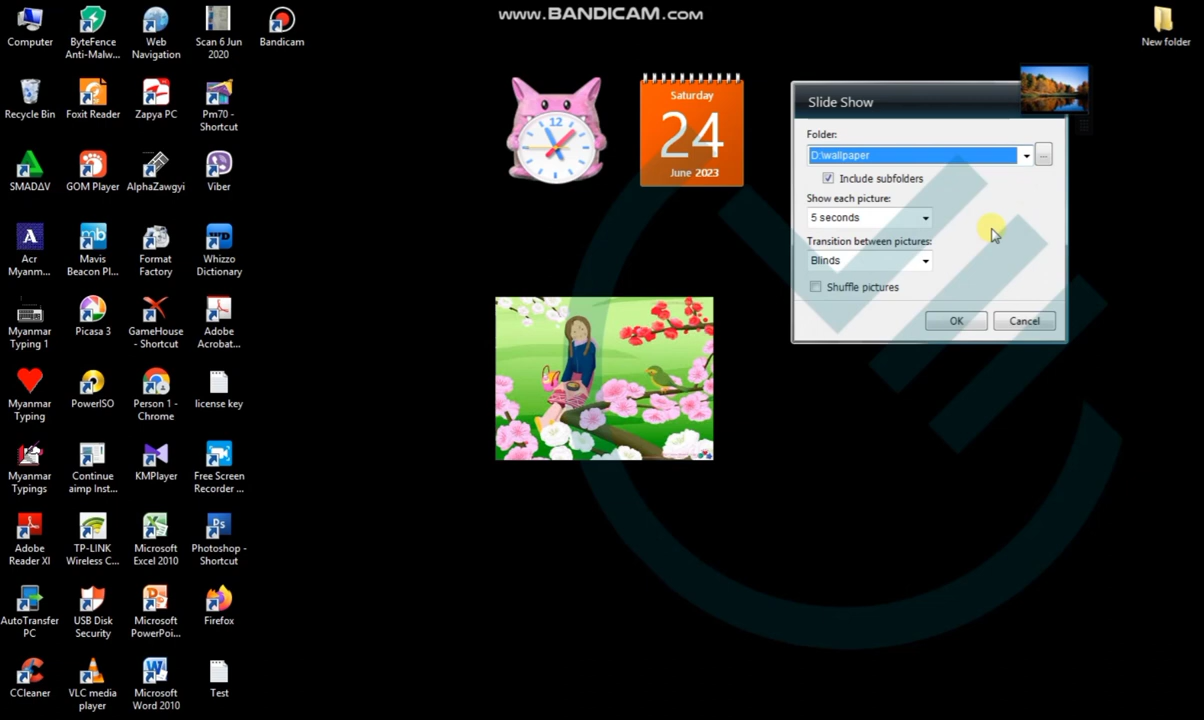 www.BANDICAM.com
Computer
ByteFence
Anti-Malw...
Web
Navigation
Scan 6 Jun
2020
Bandicam
New folder
Recycle Bin
Foxit Reader
Zapya PC
Pm70 -
Shortcut
SMADΔV
GOM Player
AlphaZawgyi
Viber
Acr
Myanm...
Mavis
Beacon Pl...
Format
Factory
Whizzo
Dictionary
Myanmar
Typing 1
Picasa 3
GameHouse
- Shortcut
Adobe
Acrobat...
Myanmar
Typing
PowerISO
Person 1 -
Chrome
license key
Myanmar
Typings
Continue
aimp Inst...
KMPlayer
Free Screen
Recorder ...
Adobe
Reader XI
TP-LINK
Wireless C...
Microsoft
Excel 2010
Photoshop -
Shortcut
AutoTransfer
PC
USB Disk
Security
Microsoft
PowerPoi...
Firefox
CCleaner
VLC media
player
Microsoft
Word 2010
Test
12
Saturday
24
June 2023
Slide Show
Folder:
D:\wallpaper
...
Include subfolders
Show each picture:
5 seconds
Transition between pictures:
Blinds
Shuffle pictures
OK
Cancel